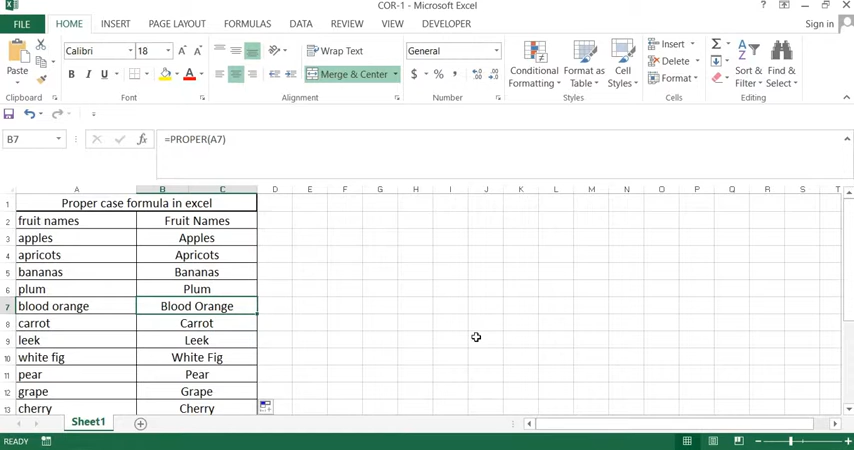 COR-1 - Microsoft Excel
FILE HOME INSERT PAGE LAYOUT FORMULAS DATA REVIEW VIEW DEVELOPER Sign in
Calibri 18 Wrap Text General Insert
Paste Conditional Formatting Format as Table Cell Styles Delete Sort & Filter Find & Select
B I U Merge & Center $ % Format
Clipboard Font Alignment Number Styles Cells Editing
B7 =PROPER(A7)
A B C D E F G H I J K L M N O P Q R S T
1 Proper case formula in excel
2 fruit names Fruit Names
3 apples Apples
4 apricots Apricots
5 bananas Bananas
6 plum Plum
7 blood orange Blood Orange
8 carrot Carrot
9 leek Leek
10 white fig White Fig
11 pear Pear
12 grape Grape
13 cherry Cherry
Sheet1
READY 100%